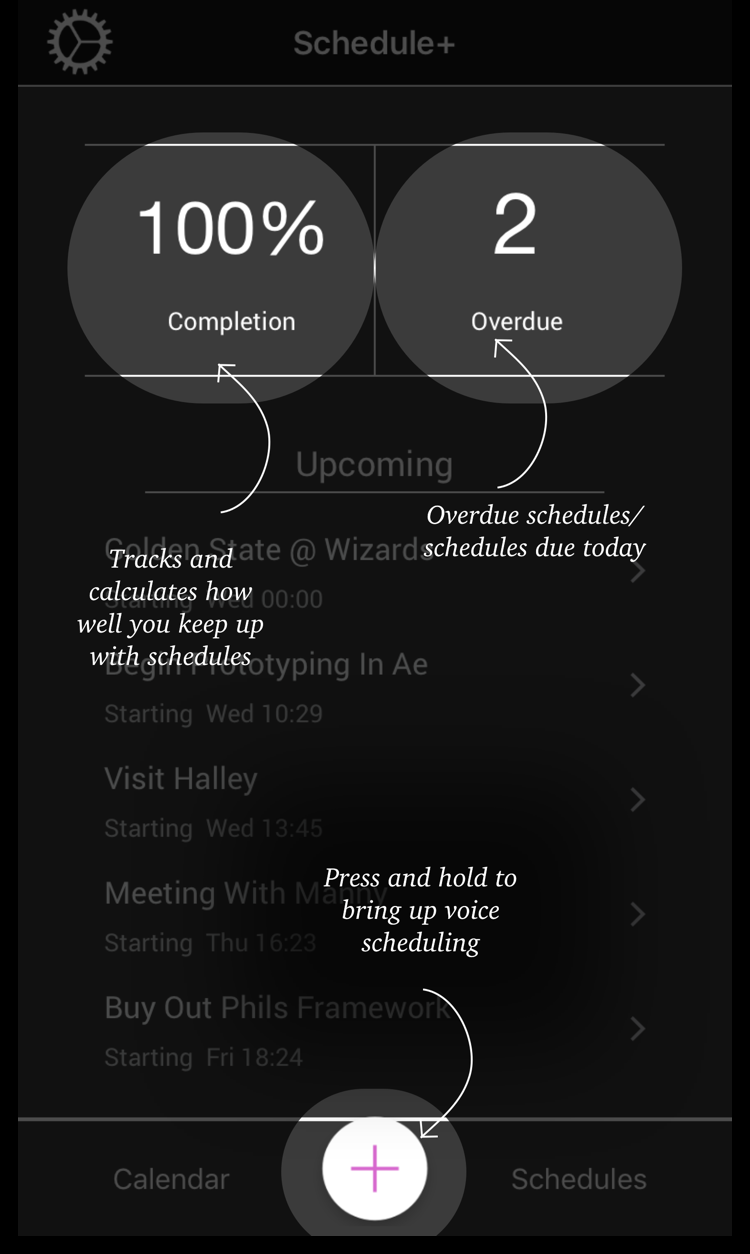 Schedule+
100%
2
Completion
Overdue
Upcoming
Overdue schedules/
schedules due today
Golden State @ Wizards
Starting Wed 00:00
Tracks and
calculates how
well you keep up
with schedules
Begin Prototyping In Ae
Starting Wed 10:29
Visit Halley
Starting Wed 13:45
Press and hold to
bring up voice
scheduling
Meeting With Manny
Starting Thu 16:23
Buy Out Phils Framework
Starting Fri 18:24
Calendar
Schedules